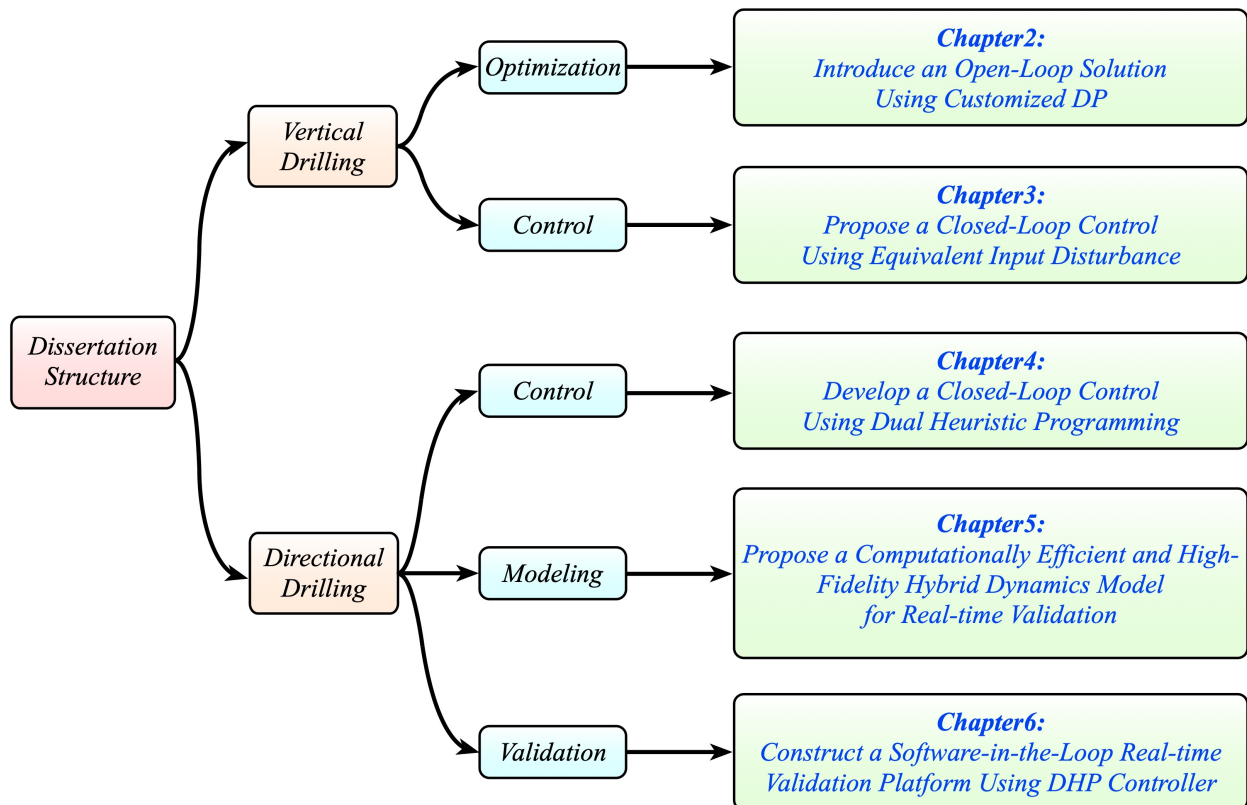 Dissertation
Structure
Vertical
Drilling
Optimization
Chapter2:
Introduce an Open-Loop Solution
Using Customized DP
Control
Chapter3:
Propose a Closed-Loop Control
Using Equivalent Input Disturbance
Directional
Drilling
Control
Chapter4:
Develop a Closed-Loop Control
Using Dual Heuristic Programming
Modeling
Chapter5:
Propose a Computationally Efficient and High-
Fidelity Hybrid Dynamics Model
for Real-time Validation
Validation
Chapter6:
Construct a Software-in-the-Loop Real-time
Validation Platform Using DHP Controller